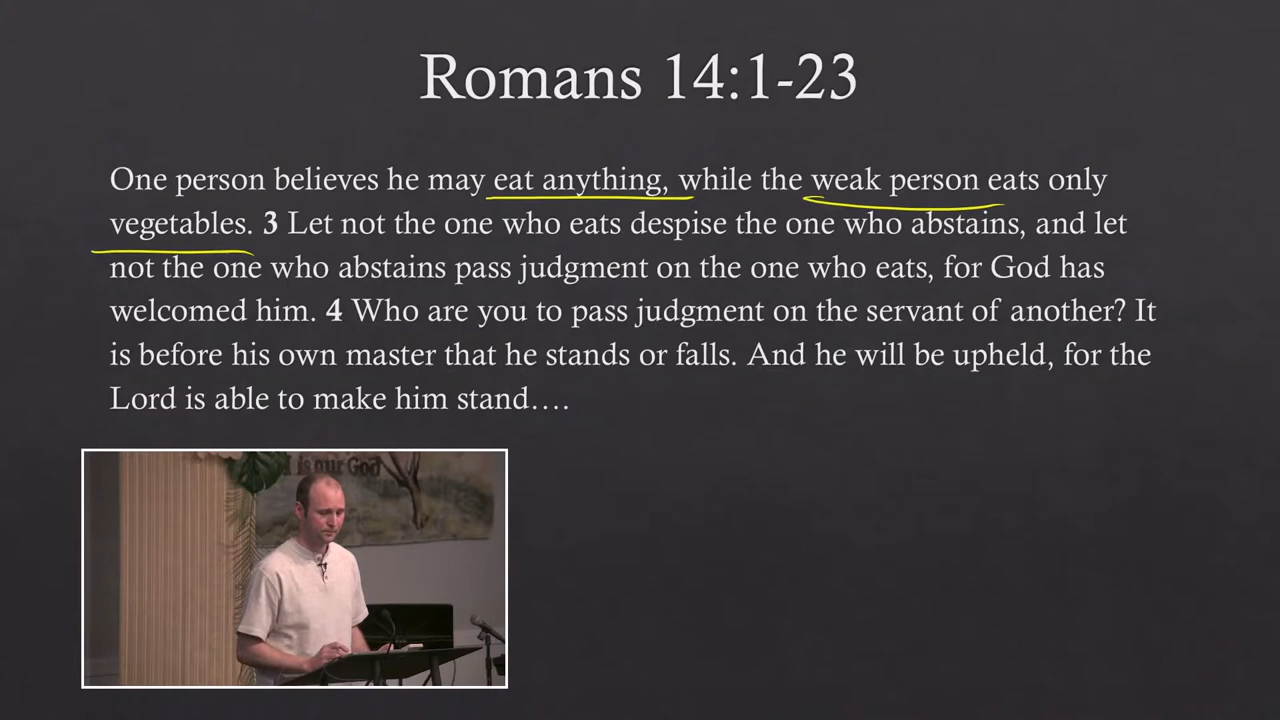 Romans 14:1-23
One person believes he may eat anything, while the weak person eats only
vegetables. 3 Let not the one who eats despise the one who abstains, and let
not the one who abstains pass judgment on the one who eats, for God has
welcomed him. 4 Who are you to pass judgment on the servant of another? It
is before his own master that he stands or falls. And he will be upheld, for the
Lord is able to make him stand….
is our God